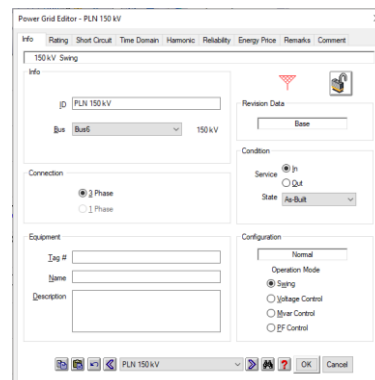 Power Grid Editor - PLN 150 kV
Info Rating Short Circuit Time Domain Harmonic Reliability Energy Price Remarks Comment
150 kV Swing
Info
ID PLN 150 kV
Bus Bus6 150 kV
Revision Data
Base
Condition
Service In
Out
State As-Built
Connection
3 Phase
1 Phase
Equipment
Tag #
Name
Description
Configuration
Normal
Operation Mode
Swing
Voltage Control
Mvar Control
PF Control
PLN 150 kV ? OK Cancel